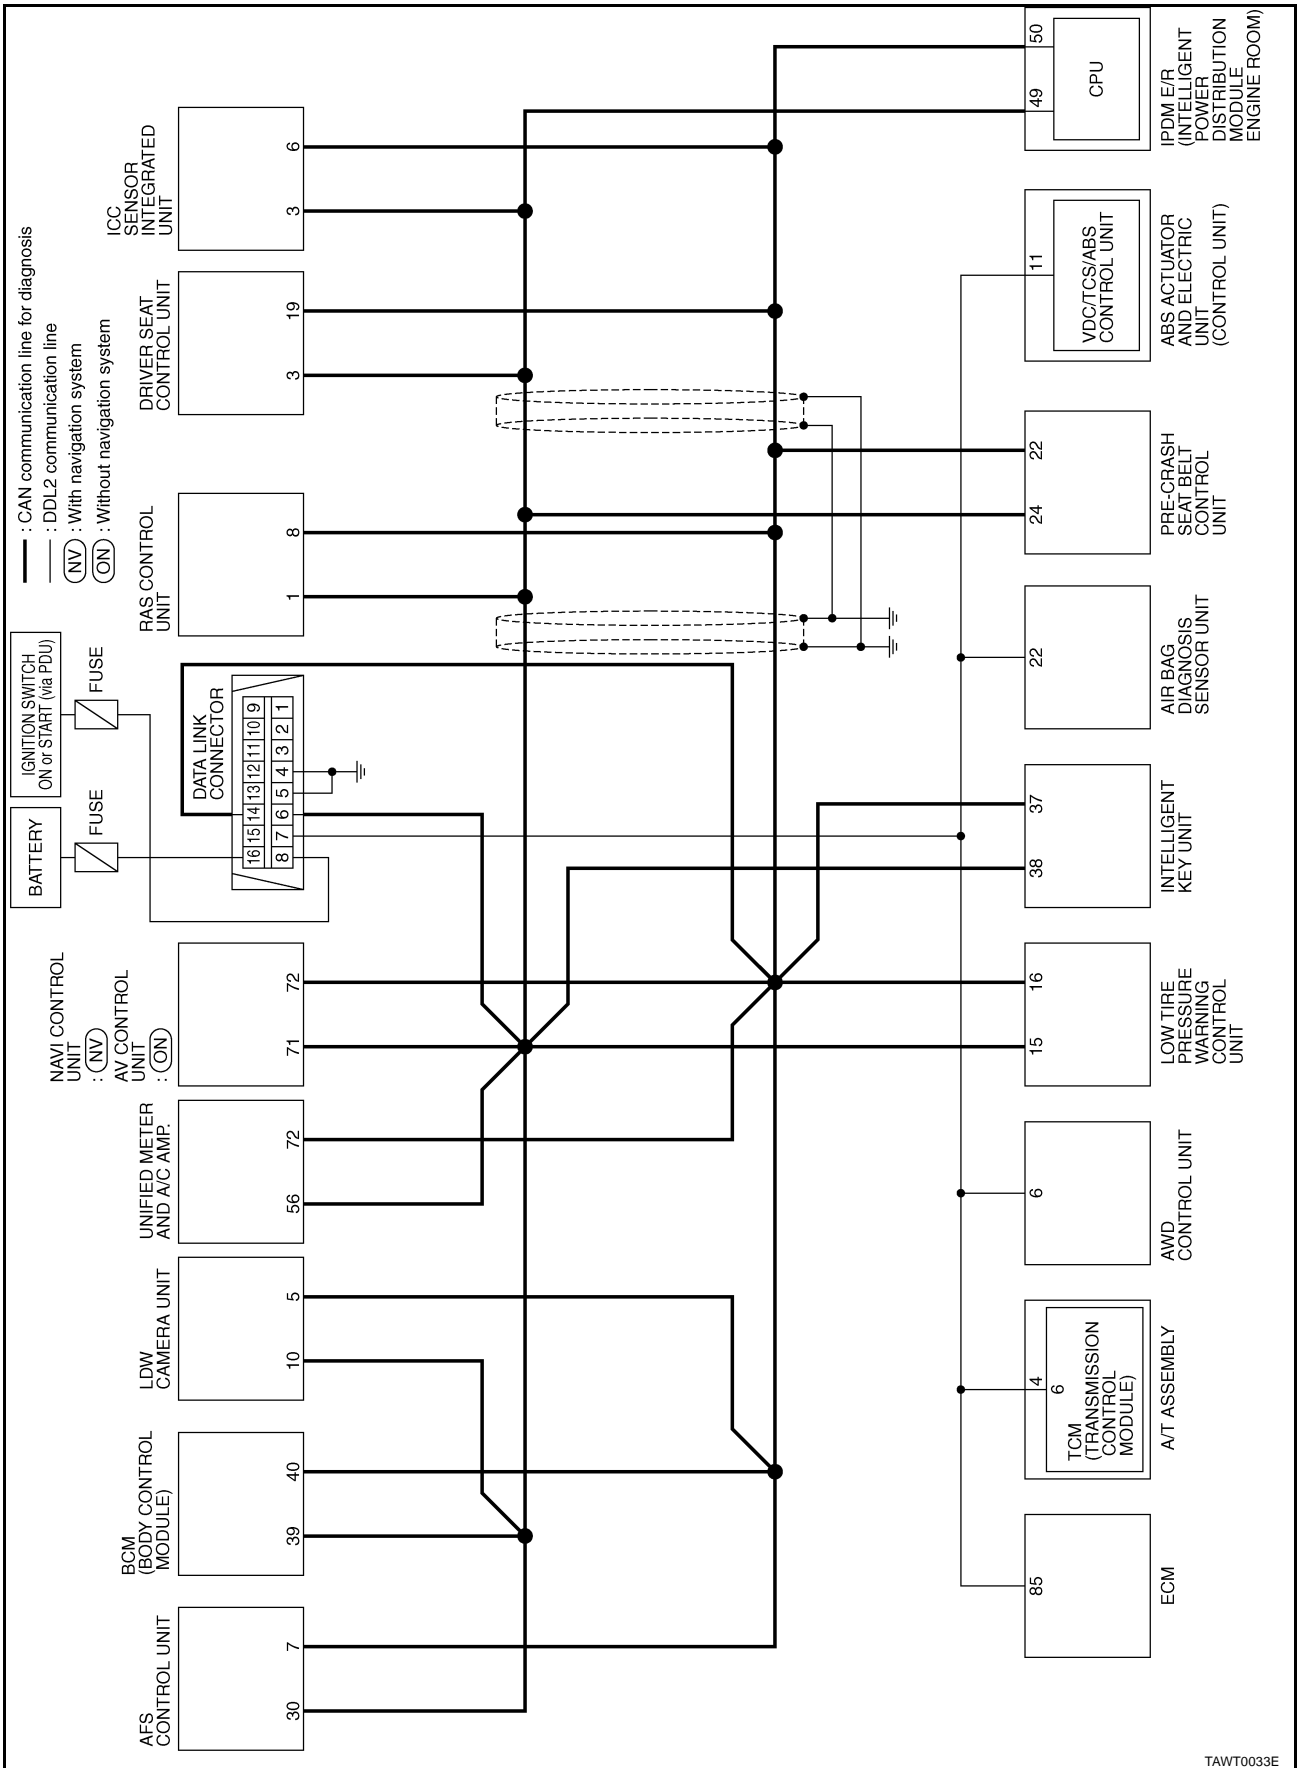 ━ : CAN communication line for diagnosis
─ : DDL2 communication line
NV : With navigation system
ON : Without navigation system
BATTERY
IGNITION SWITCH
ON or START (via PDU)
FUSE
FUSE
DATA LINK
CONNECTOR
16 15 14 13 12 11 10 9
8 7 6 5 4 3 2 1
AFS
CONTROL UNIT
30
7
BCM
(BODY CONTROL
MODULE)
39
40
LDW
CAMERA UNIT
10
5
UNIFIED METER
AND A/C AMP.
56
72
NAVI CONTROL
UNIT
: NV
AV CONTROL
UNIT
: ON
71
72
RAS CONTROL
UNIT
1
8
DRIVER SEAT
CONTROL UNIT
3
19
ICC
SENSOR
INTEGRATED
UNIT
3
6
85
ECM
4
6
TCM
(TRANSMISSION
CONTROL
MODULE)
A/T ASSEMBLY
6
AWD
CONTROL UNIT
15
16
LOW TIRE
PRESSURE
WARNING
CONTROL
UNIT
38
37
INTELLIGENT
KEY UNIT
22
AIR BAG
DIAGNOSIS
SENSOR UNIT
24
22
PRE-CRASH
SEAT BELT
CONTROL
UNIT
11
VDC/TCS/ABS
CONTROL UNIT
ABS ACTUATOR
AND ELECTRIC
UNIT
(CONTROL UNIT)
49
50
CPU
IPDM E/R
(INTELLIGENT
POWER
DISTRIBUTION
MODULE
ENGINE ROOM)
TAWT0033E